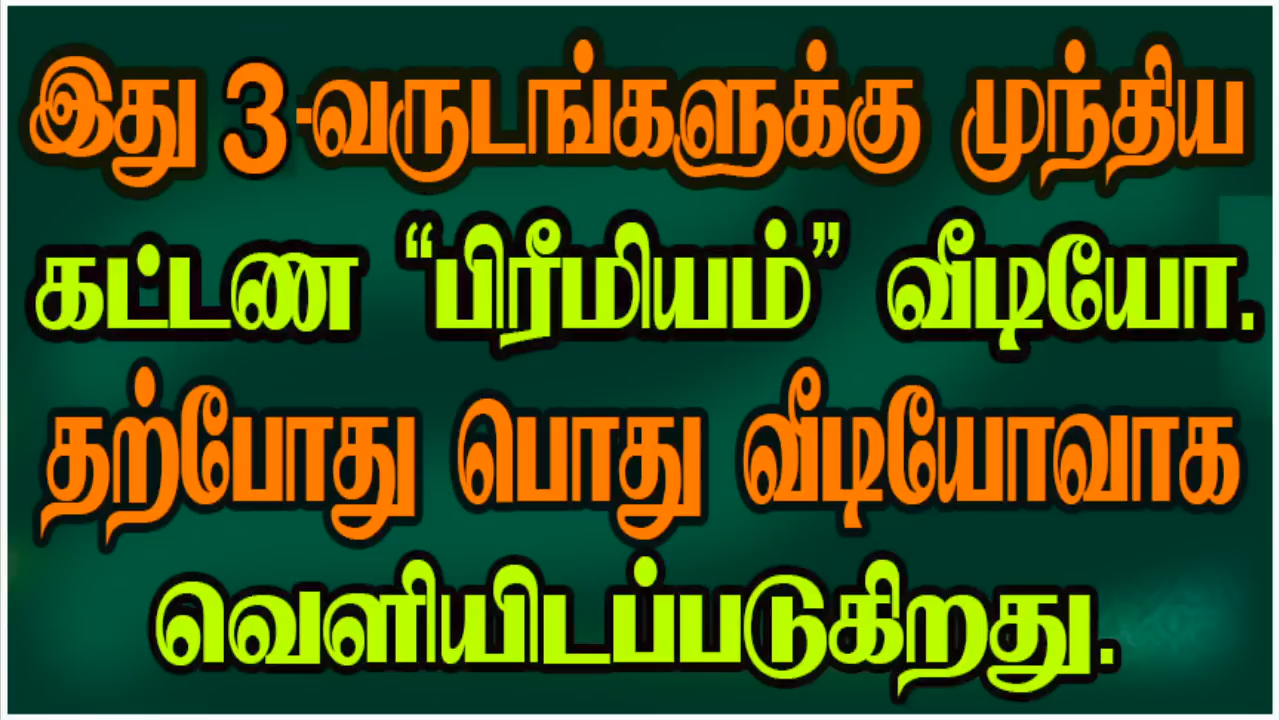 இது 3-வருடங்களுக்கு முந்திய
கட்டண “பிரீமியம்” வீடியோ.
தற்போது பொது வீடியோவாக
வெளியிடப்படுகிறது.